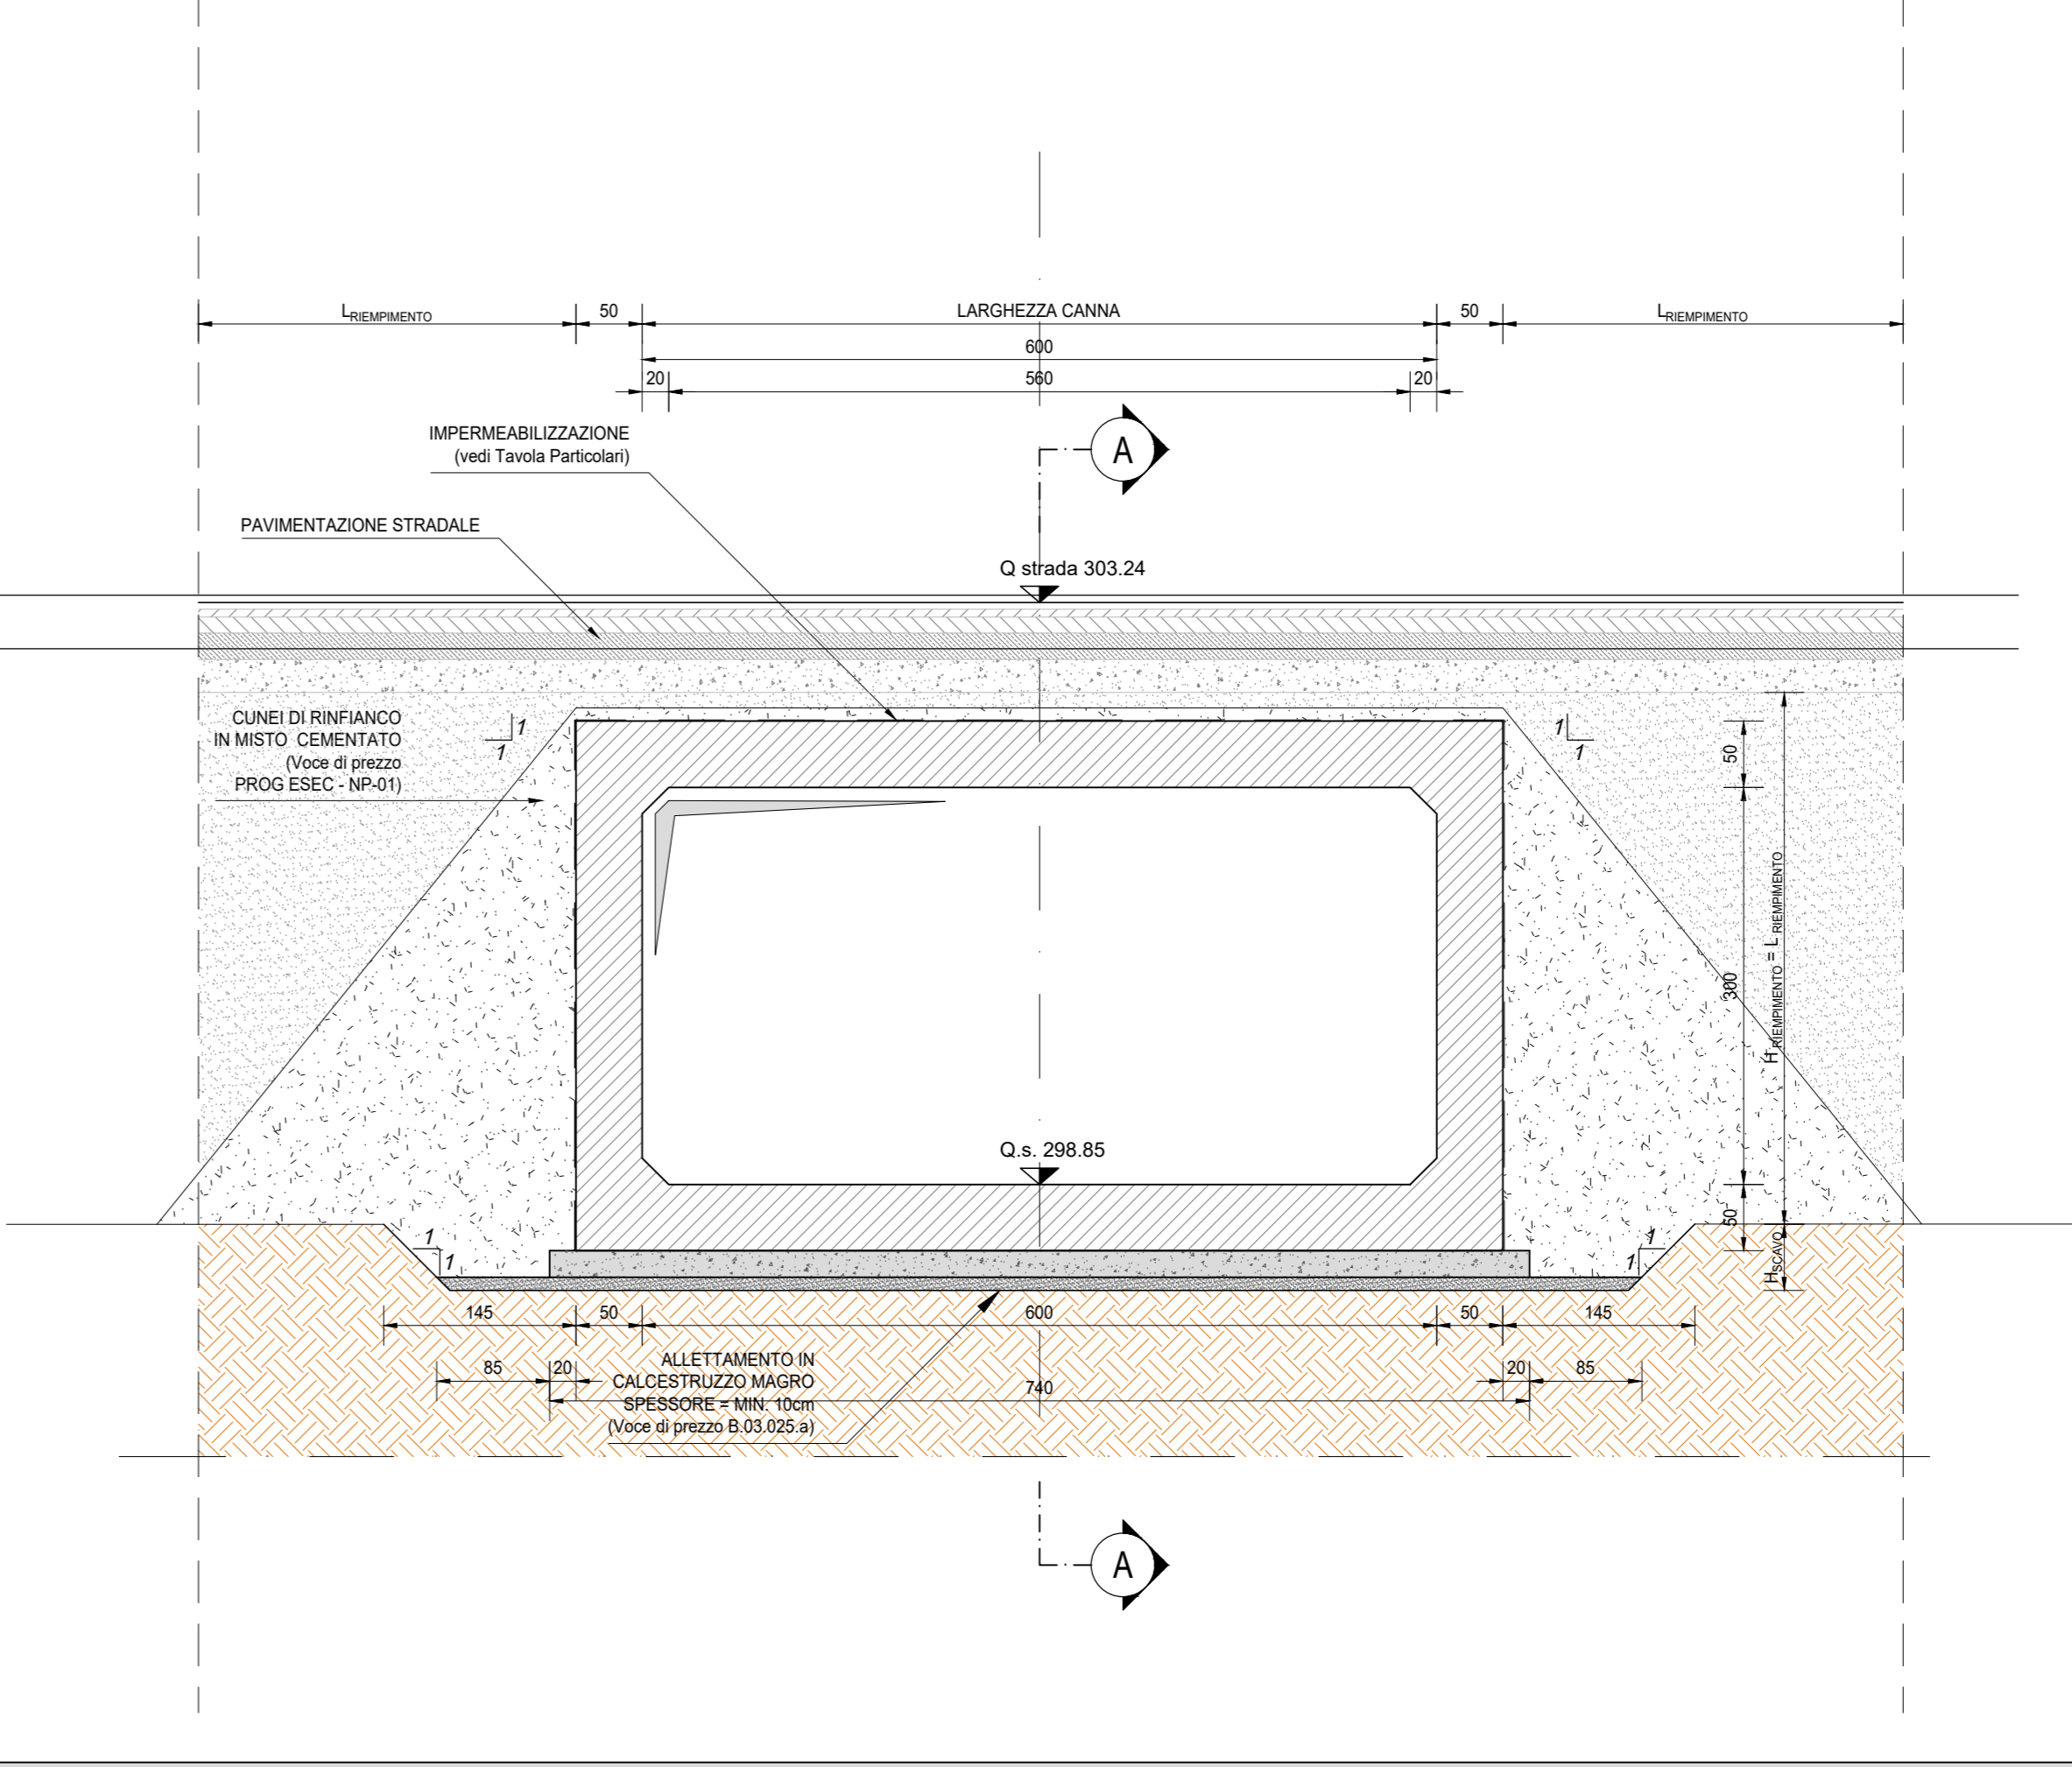 LRIEMPIMENTO 50 LARGHEZZA CANNA 50 LRIEMPIMENTO
600
20 560 20
IMPERMEABILIZZAZIONE
(vedi Tavola Particolari)
A
PAVIMENTAZIONE STRADALE
Q strada 303.24
CUNEI DI RINFIANCO
IN MISTO CEMENTATO
(Voce di prezzo
PROG ESEC - NP-01)
1
1
1
1
50
300
H RIEMPIMENTO = L RIEMPIMENTO
Q.s. 298.85
50
HSCAVO
1
1
1
1
145 50 600 50 145
85 20 740 20 85
ALLETTAMENTO IN
CALCESTRUZZO MAGRO
SPESSORE = MIN. 10cm
(Voce di prezzo B.03.025.a)
A